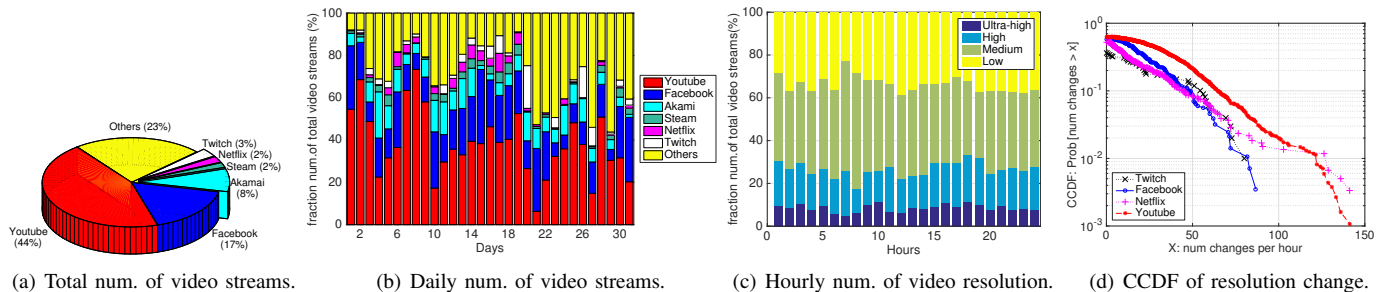 Others (23%)
Twitch (3%)
Netflix (2%)
Steam (2%)
Akamai
(8%)
Facebook
(17%)
Youtube
(44%)
(a) Total num. of video streams.
fraction num.of total video streams (%)
100
80
60
40
20
0
2 6 10 14 18 22 26 30
Days
Youtube
Facebook
Akami
Steam
Netflix
Twitch
Others
(b) Daily num. of video streams.
fraction num. of total video streams(%)
100
80
60
40
20
0
0 5 10 15 20
Hours
Ultra-high
High
Medium
Low
(c) Hourly num. of video resolution.
CCDF: Prob [num changes > x]
10^0
10^-1
10^-2
10^-3
0 50 100 150
X: num changes per hour
Twitch
Facebook
Netflix
Youtube
(d) CCDF of resolution change.